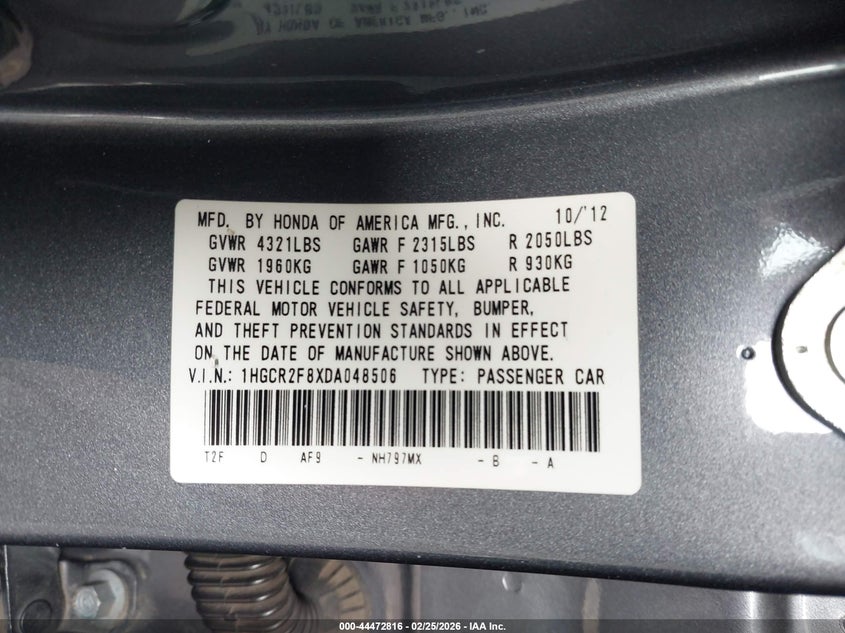 MFD. BY HONDA OF AMERICA MFG., INC. 10/'12
GVWR 4321LBS GAWR F 2315LBS R 2050LBS
GVWR 1960KG GAWR F 1050KG R 930KG
THIS VEHICLE CONFORMS TO ALL APPLICABLE
FEDERAL MOTOR VEHICLE SAFETY, BUMPER,
AND THEFT PREVENTION STANDARDS IN EFFECT
ON THE DATE OF MANUFACTURE SHOWN ABOVE.
V.I.N.: 1HGCR2F8XDA048506 TYPE: PASSENGER CAR
T2F D AF9 - NH797MX - B - A
000-44472816 - 02/25/2026 - IAA Inc.